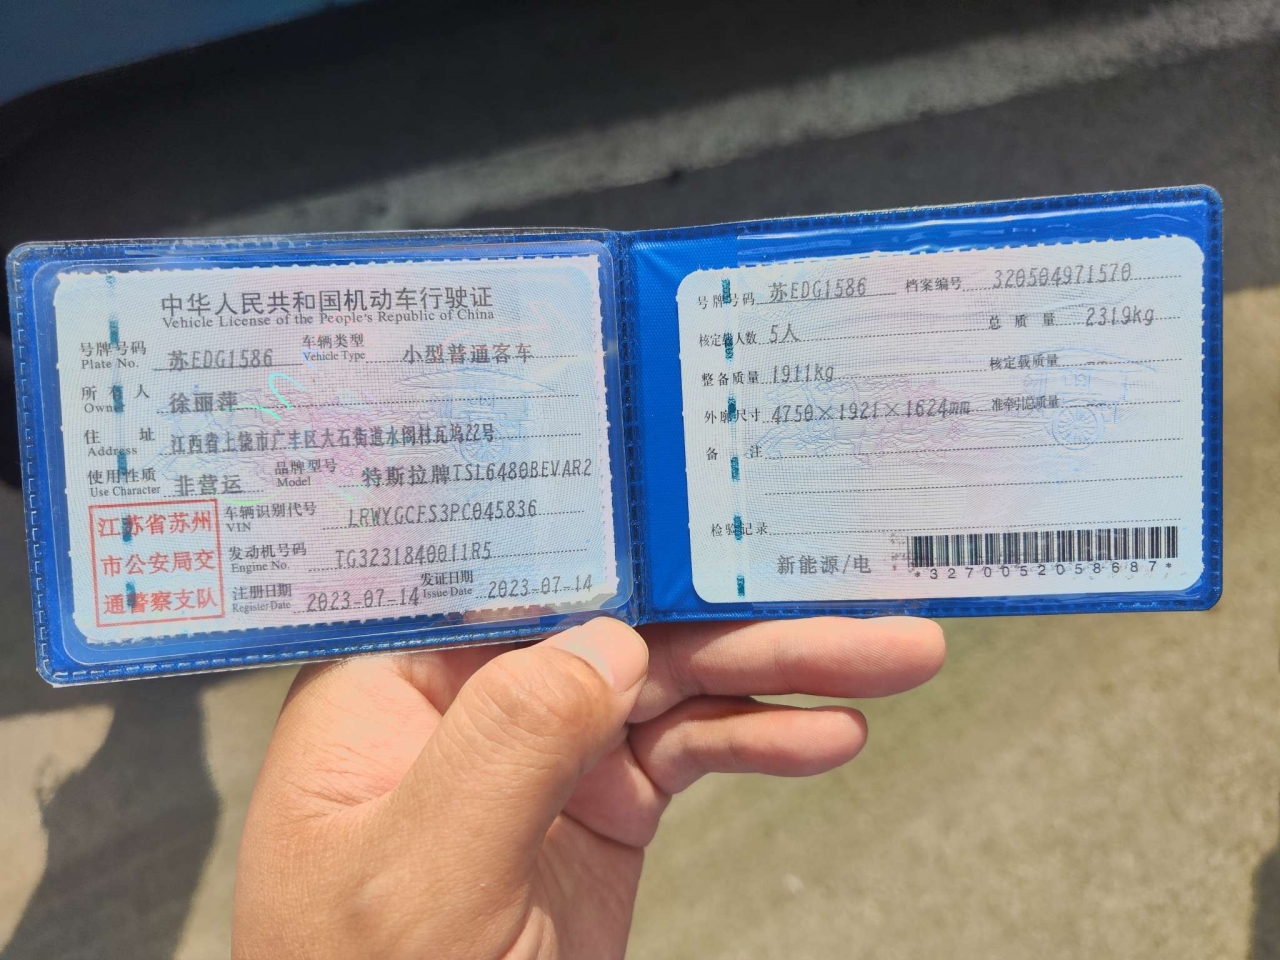 中华人民共和国机动车行驶证
Vehicle License of the People's Republic of China
号牌号码 苏EDG1586 车辆类型 小型普通客车
Plate No. Vehicle Type
所有人 徐丽萍
Owner
住址 江西省上饶市广丰区大石街道水阁村瓦坞22号
Address
使用性质 非营运 品牌型号 特斯拉牌TSL6480BEVAR2
Use Character Model
江苏省苏州
市公安局交
通警察支队
车辆识别代号 LRWYGCFS3PC045836
VIN
发动机号码 TG3231840011R5
Engine No.
注册日期 2023-07-14 发证日期 2023-07-14
Register Date Issue Date
号牌号码 苏EDG1586 档案编号 320504971570
核定载人数 5人 总质量 2319kg
整备质量 1911kg 核定载质量 --
外廓尺寸 4750×1921×1624mm 准牵引总质量
备注
检验记录
新能源/电
*3270052058687*